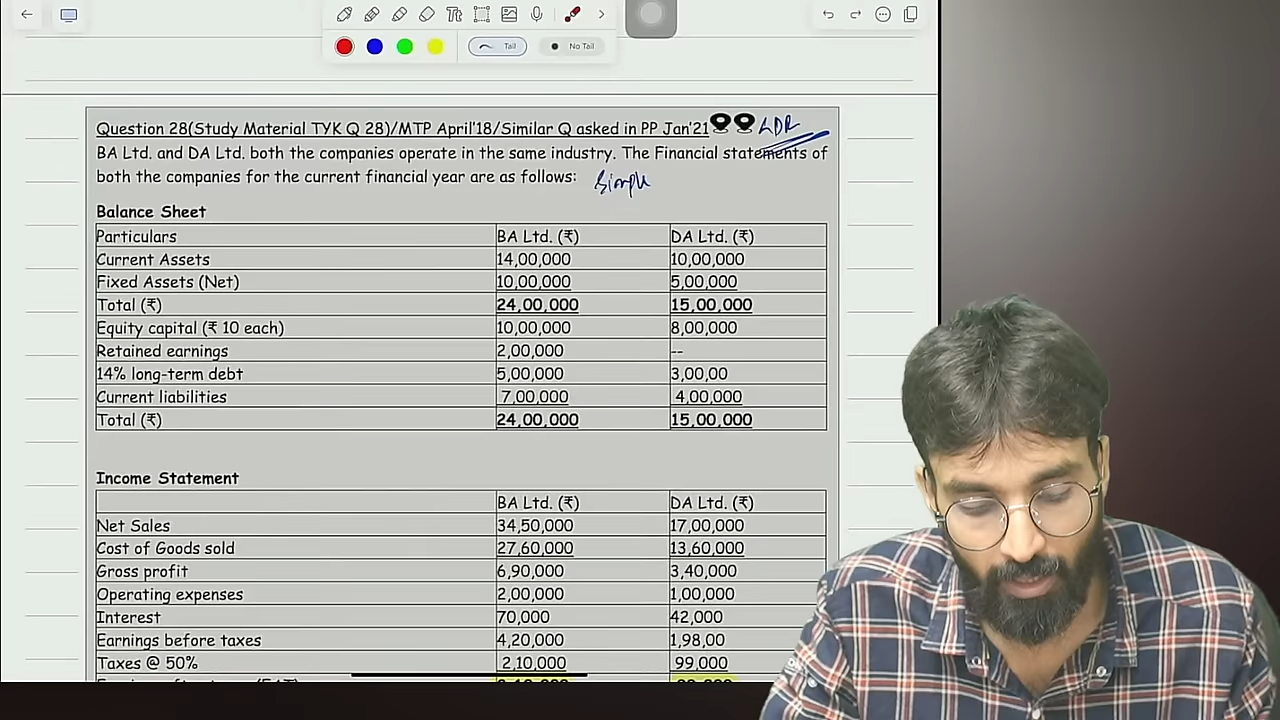 Tt
Tail
No Tail
Question 28(Study Material TYK Q 28)/MTP April'18/Similar Q asked in PP Jan'21 LDR
BA Ltd. and DA Ltd. both the companies operate in the same industry. The Financial statements of
both the companies for the current financial year are as follows: Simple
Balance Sheet
Particulars BA Ltd. (₹) DA Ltd. (₹)
Current Assets 14,00,000 10,00,000
Fixed Assets (Net) 10,00,000 5,00,000
Total (₹) 24,00,000 15,00,000
Equity capital (₹ 10 each) 10,00,000 8,00,000
Retained earnings 2,00,000 --
14% long-term debt 5,00,000 3,00,00
Current liabilities 7,00,000 4,00,000
Total (₹) 24,00,000 15,00,000
Income Statement
BA Ltd. (₹) DA Ltd. (₹)
Net Sales 34,50,000 17,00,000
Cost of Goods sold 27,60,000 13,60,000
Gross profit 6,90,000 3,40,000
Operating expenses 2,00,000 1,00,000
Interest 70,000 42,000
Earnings before taxes 4,20,000 1,98,00
Taxes @ 50% 2,10,000 99,000